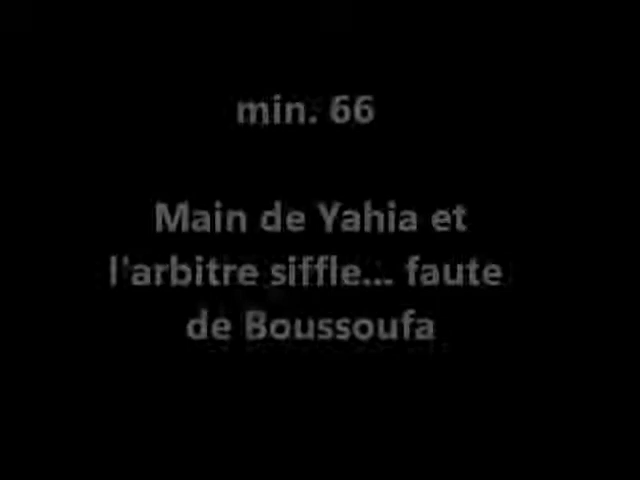 min. 66
Main de Yahia et
l'arbitre siffle... faute
de Boussoufa